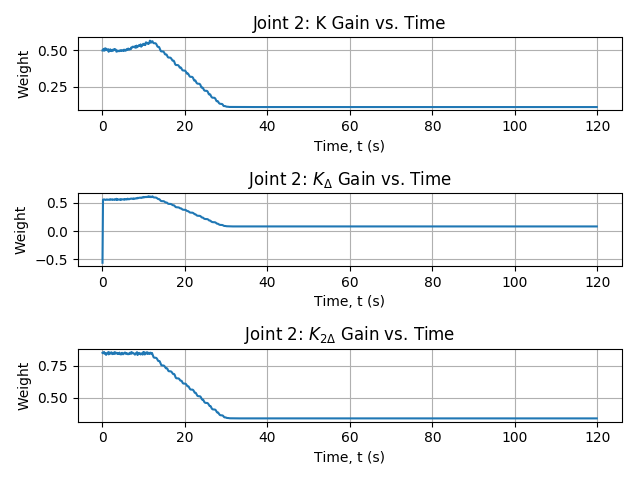 Joint 2: K Gain vs. Time
0.50
0.25
Weight
0 20 40 60 80 100 120
Time, t (s)
Joint 2: K_Δ Gain vs. Time
0.5
0.0
−0.5
Weight
0 20 40 60 80 100 120
Time, t (s)
Joint 2: K_2Δ Gain vs. Time
0.75
0.50
Weight
0 20 40 60 80 100 120
Time, t (s)